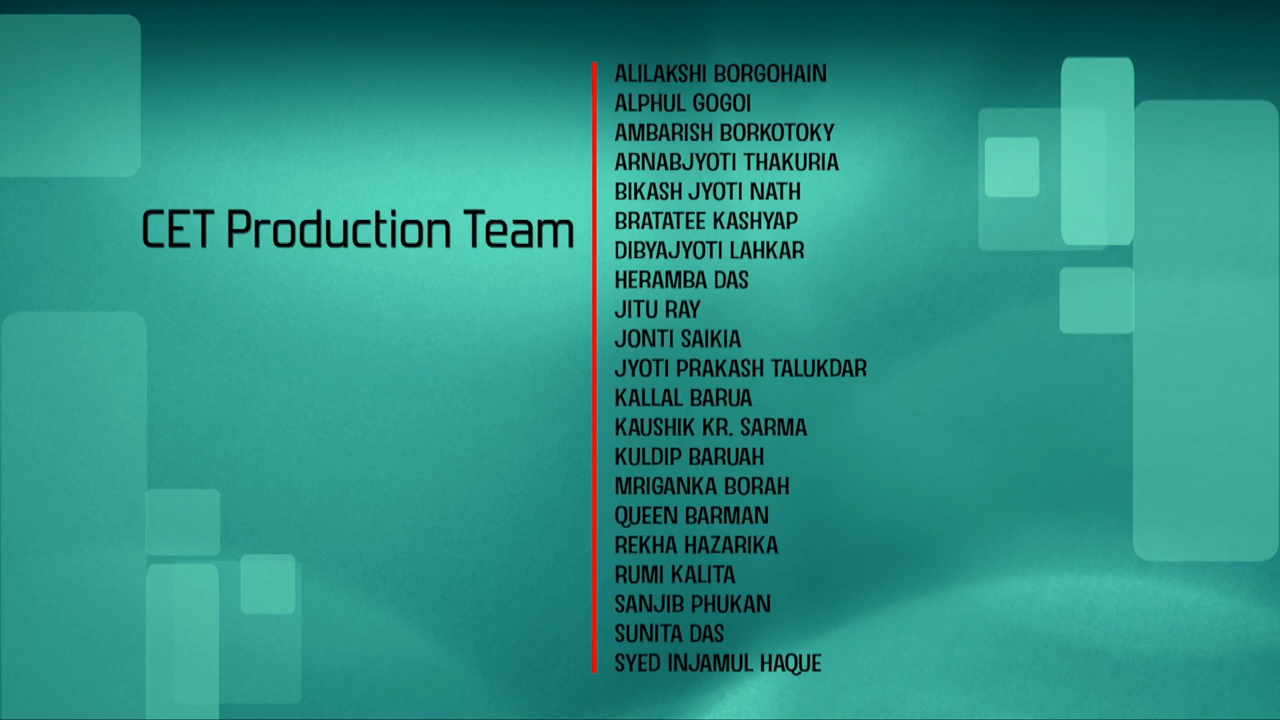 CET Production Team
ALILAKSHI BORGOHAIN
ALPHUL GOGOI
AMBARISH BORKOTOKY
ARNABJYOTI THAKURIA
BIKASH JYOTI NATH
BRATATEE KASHYAP
DIBYAJYOTI LAHKAR
HERAMBA DAS
JITU RAY
JONTI SAIKIA
JYOTI PRAKASH TALUKDAR
KALLAL BARUA
KAUSHIK KR. SARMA
KULDIP BARUAH
MRIGANKA BORAH
QUEEN BARMAN
REKHA HAZARIKA
RUMI KALITA
SANJIB PHUKAN
SUNITA DAS
SYED INJAMUL HAQUE